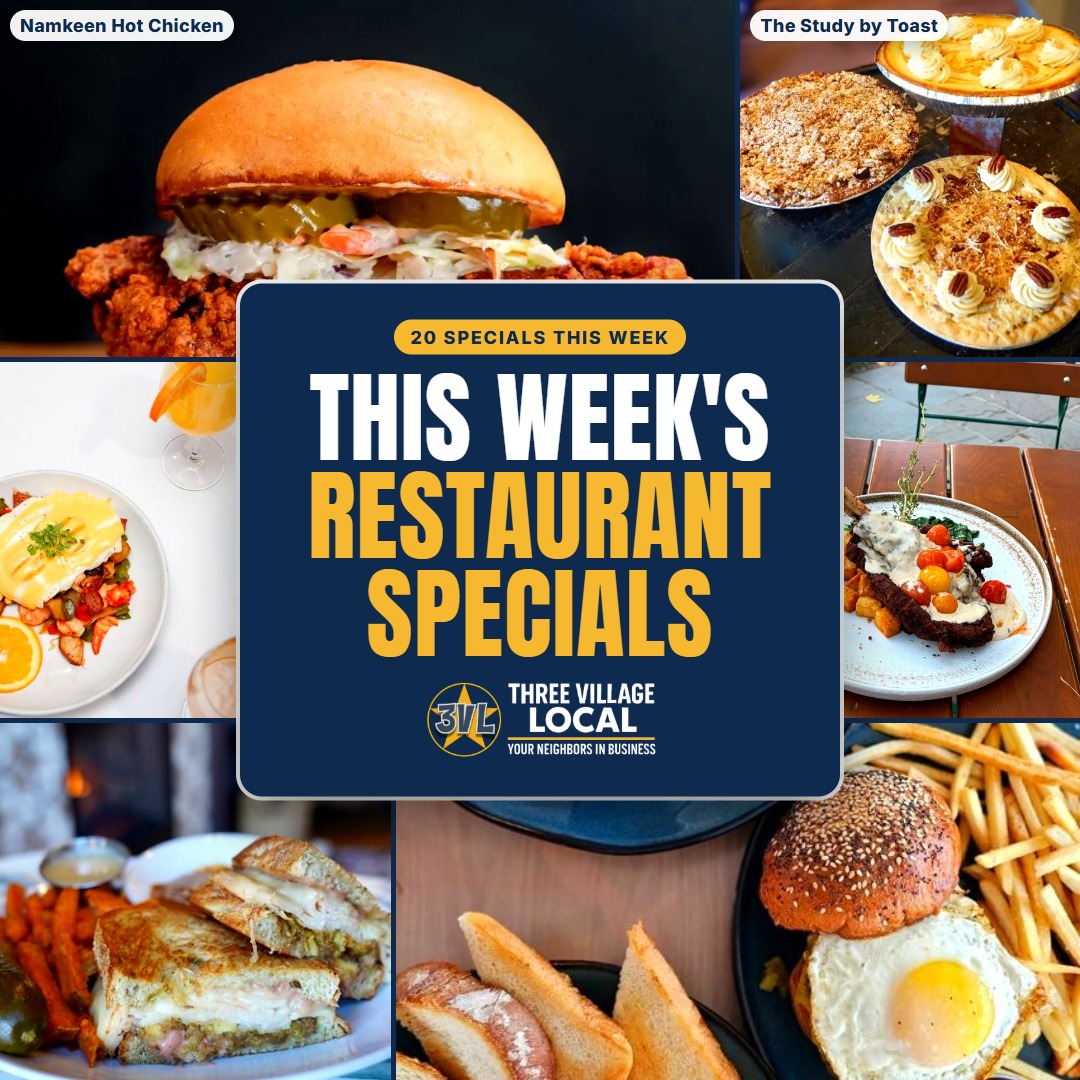 Namkeen Hot Chicken
The Study by Toast
20 SPECIALS THIS WEEK
THIS WEEK'S
RESTAURANT
SPECIALS
3VL
THREE VILLAGE
LOCAL
YOUR NEIGHBORS IN BUSINESS